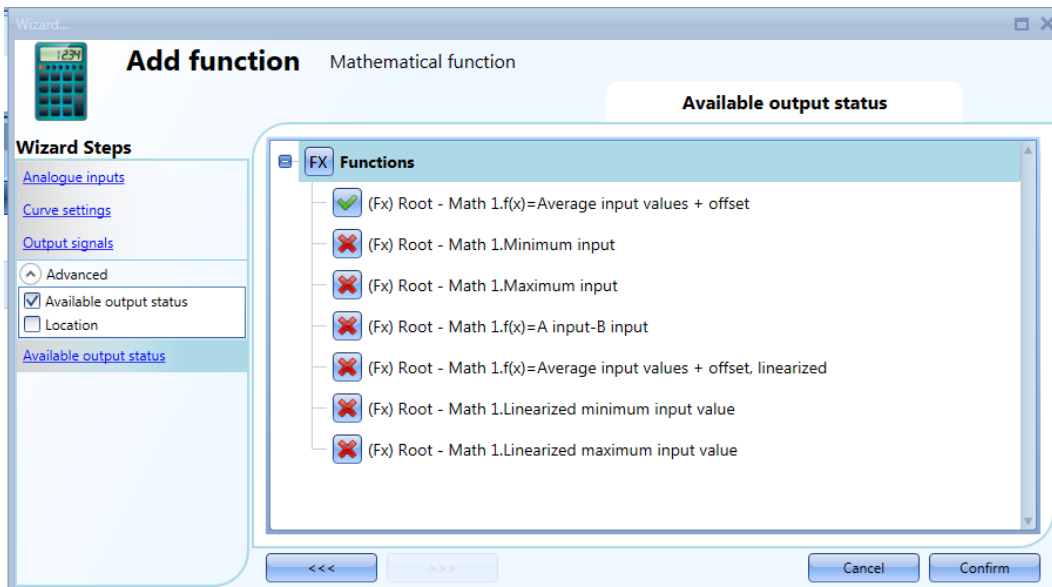 Wizard...
1234
Add function
Mathematical function
Available output status
Wizard Steps
Analogue inputs
Curve settings
Output signals
Advanced
Available output status
Location
Available output status
FX Functions
(Fx) Root - Math 1.f(x)=Average input values + offset
(Fx) Root - Math 1.Minimum input
(Fx) Root - Math 1.Maximum input
(Fx) Root - Math 1.f(x)=A input-B input
(Fx) Root - Math 1.f(x)=Average input values + offset, linearized
(Fx) Root - Math 1.Linearized minimum input value
(Fx) Root - Math 1.Linearized maximum input value
<<<
>>>
Cancel
Confirm